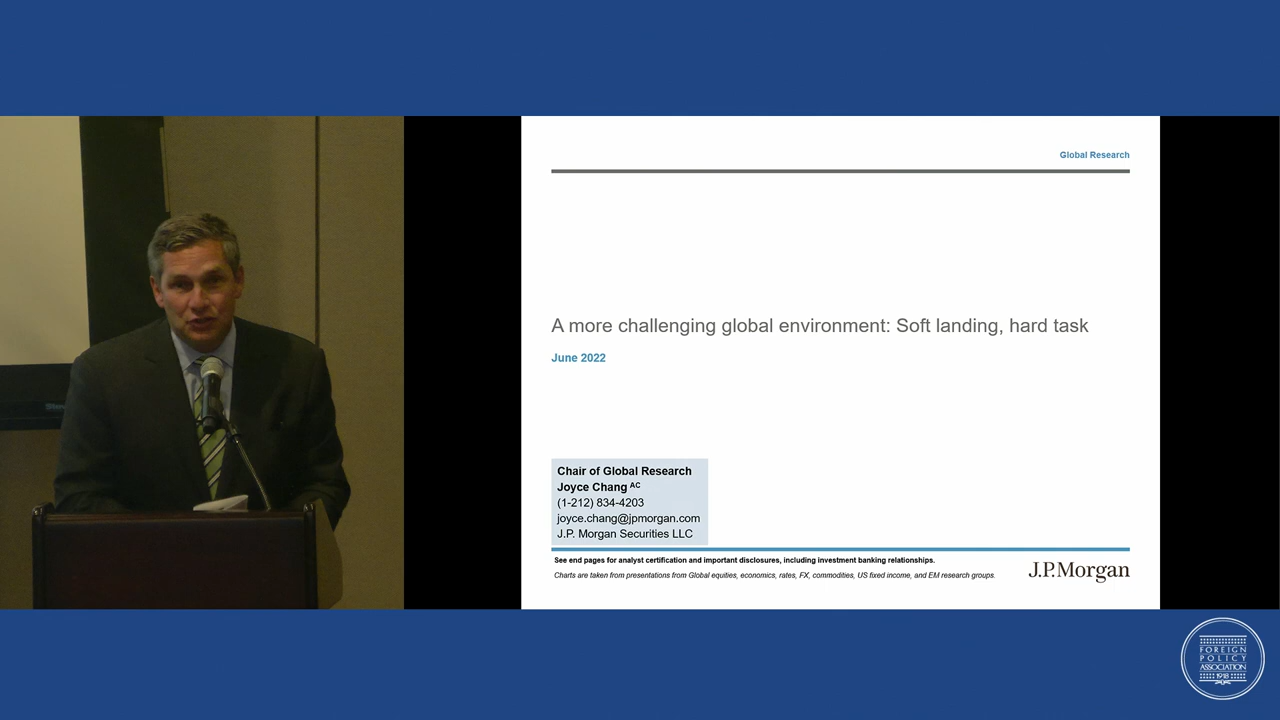 Global Research
A more challenging global environment: Soft landing, hard task
June 2022
Chair of Global Research
Joyce Chang AC
(1-212) 834-4203
joyce.chang@jpmorgan.com
J.P. Morgan Securities LLC
See end pages for analyst certification and important disclosures, including investment banking relationships.
Charts are taken from presentations from Global equities, economics, rates, FX, commodities, US fixed income, and EM research groups.
J.P.Morgan
FOREIGN
POLICY
ASSOCIATION
1918